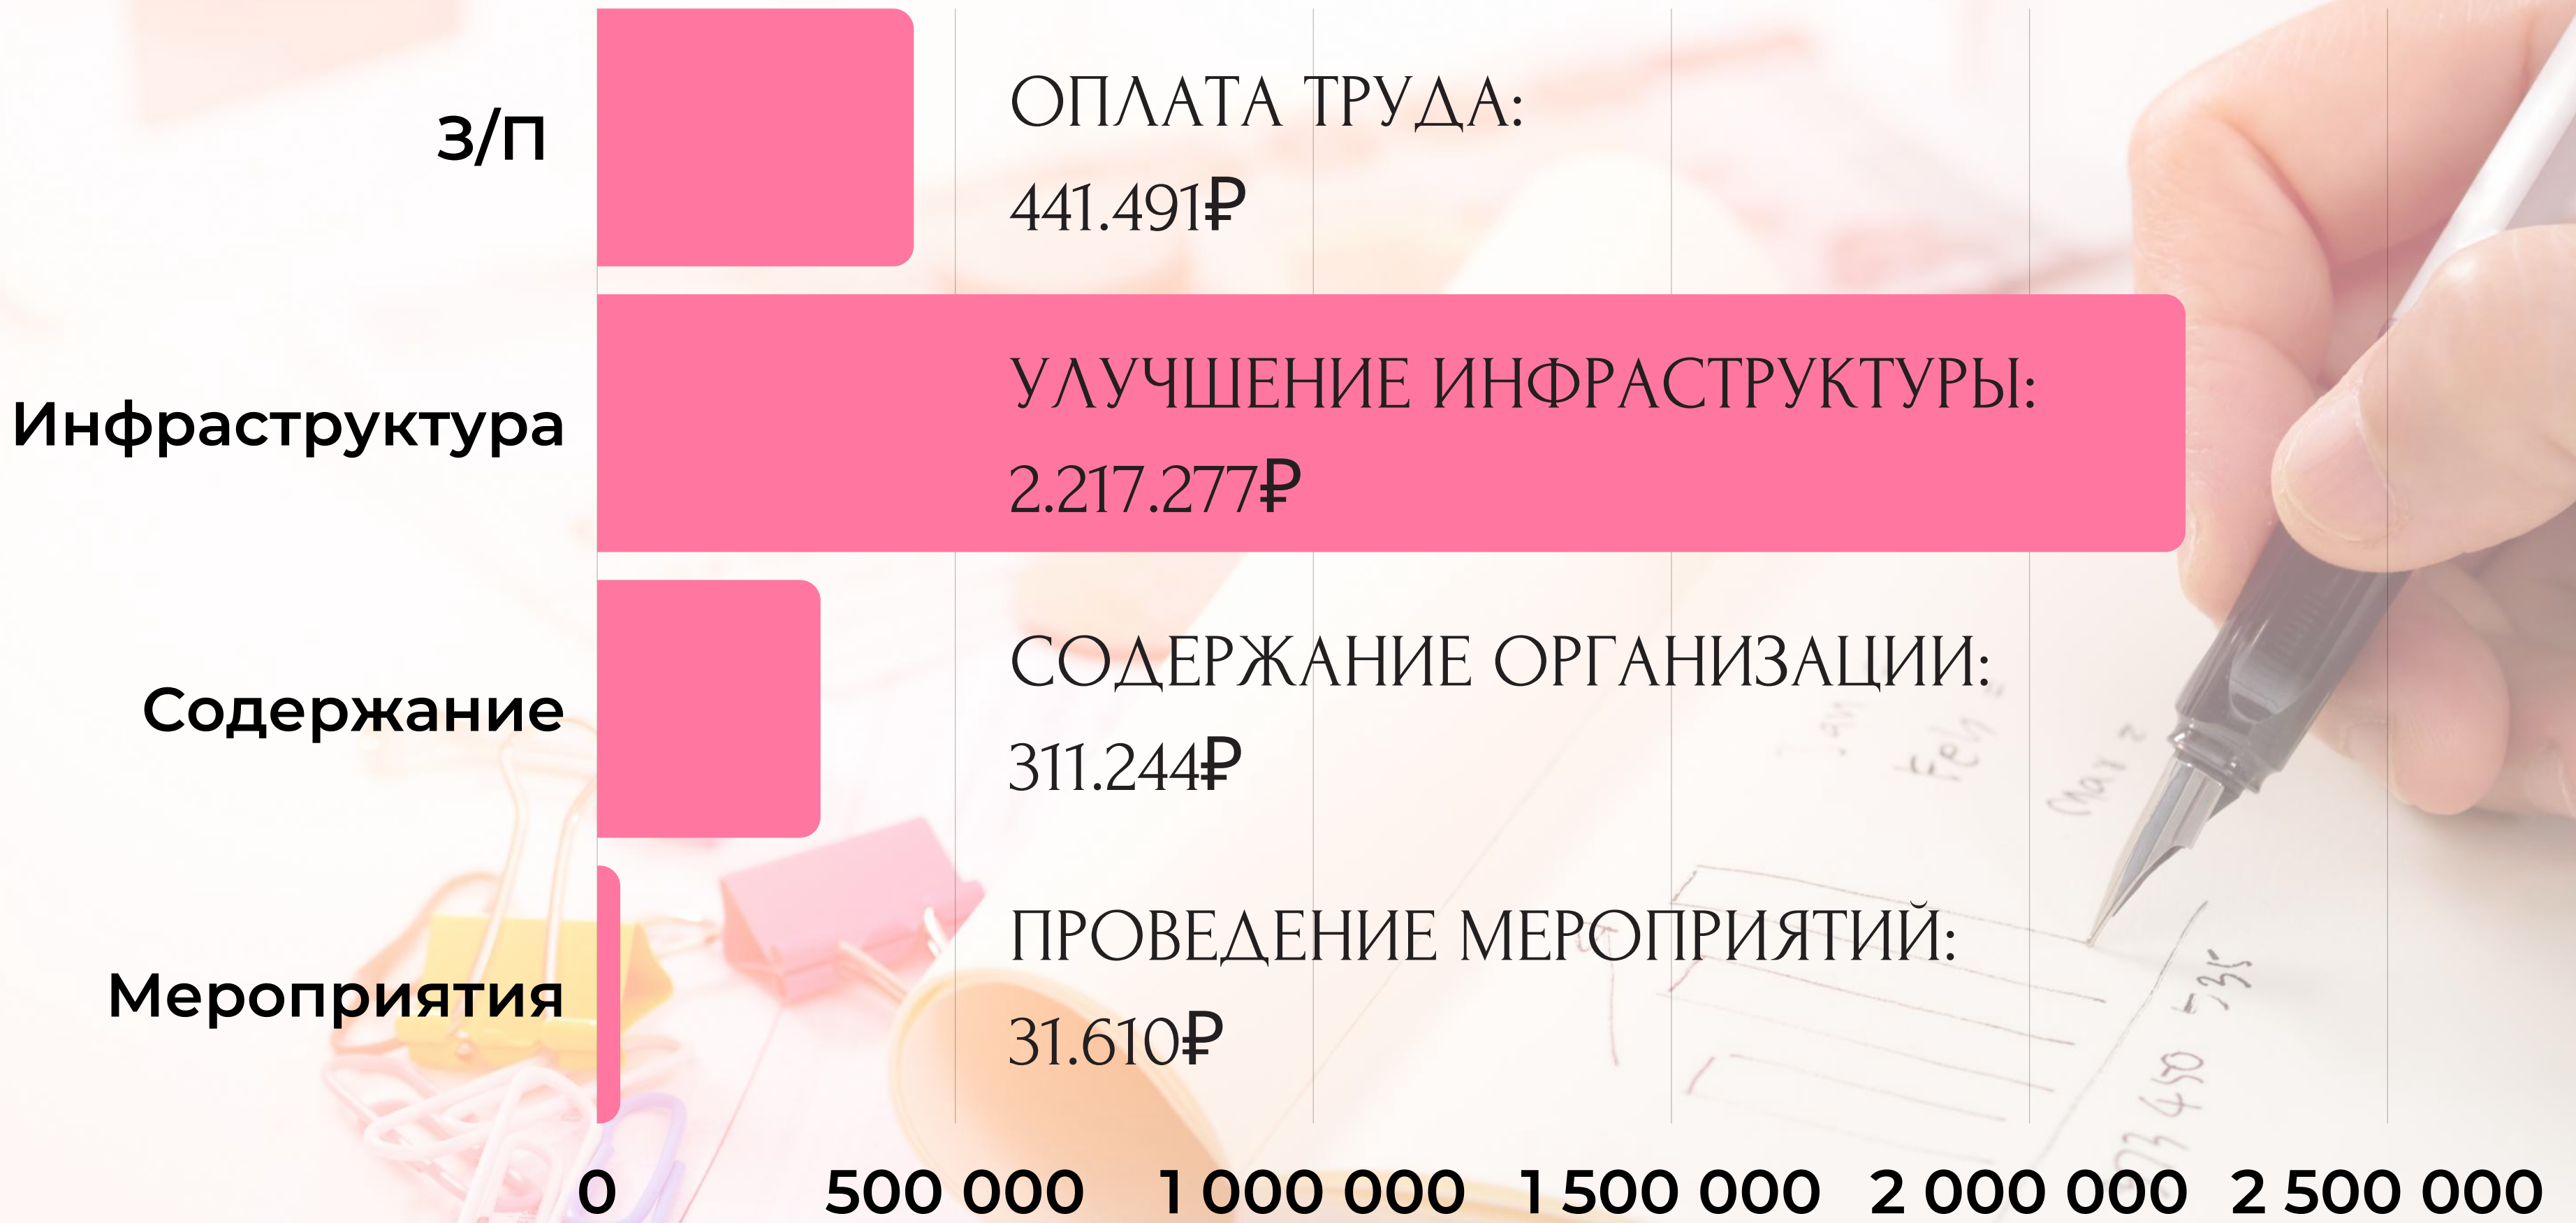 З/П
ОПЛАТА ТРУДА:
441.491₽
Инфраструктура
УЛУЧШЕНИЕ ИНФРАСТРУКТУРЫ:
2.217.277₽
Содержание
СОДЕРЖАНИЕ ОРГАНИЗАЦИИ:
311.244₽
Мероприятия
ПРОВЕДЕНИЕ МЕРОПРИЯТИЙ:
31.610₽
0 500 000 1 000 000 1 500 000 2 000 000 2 500 000